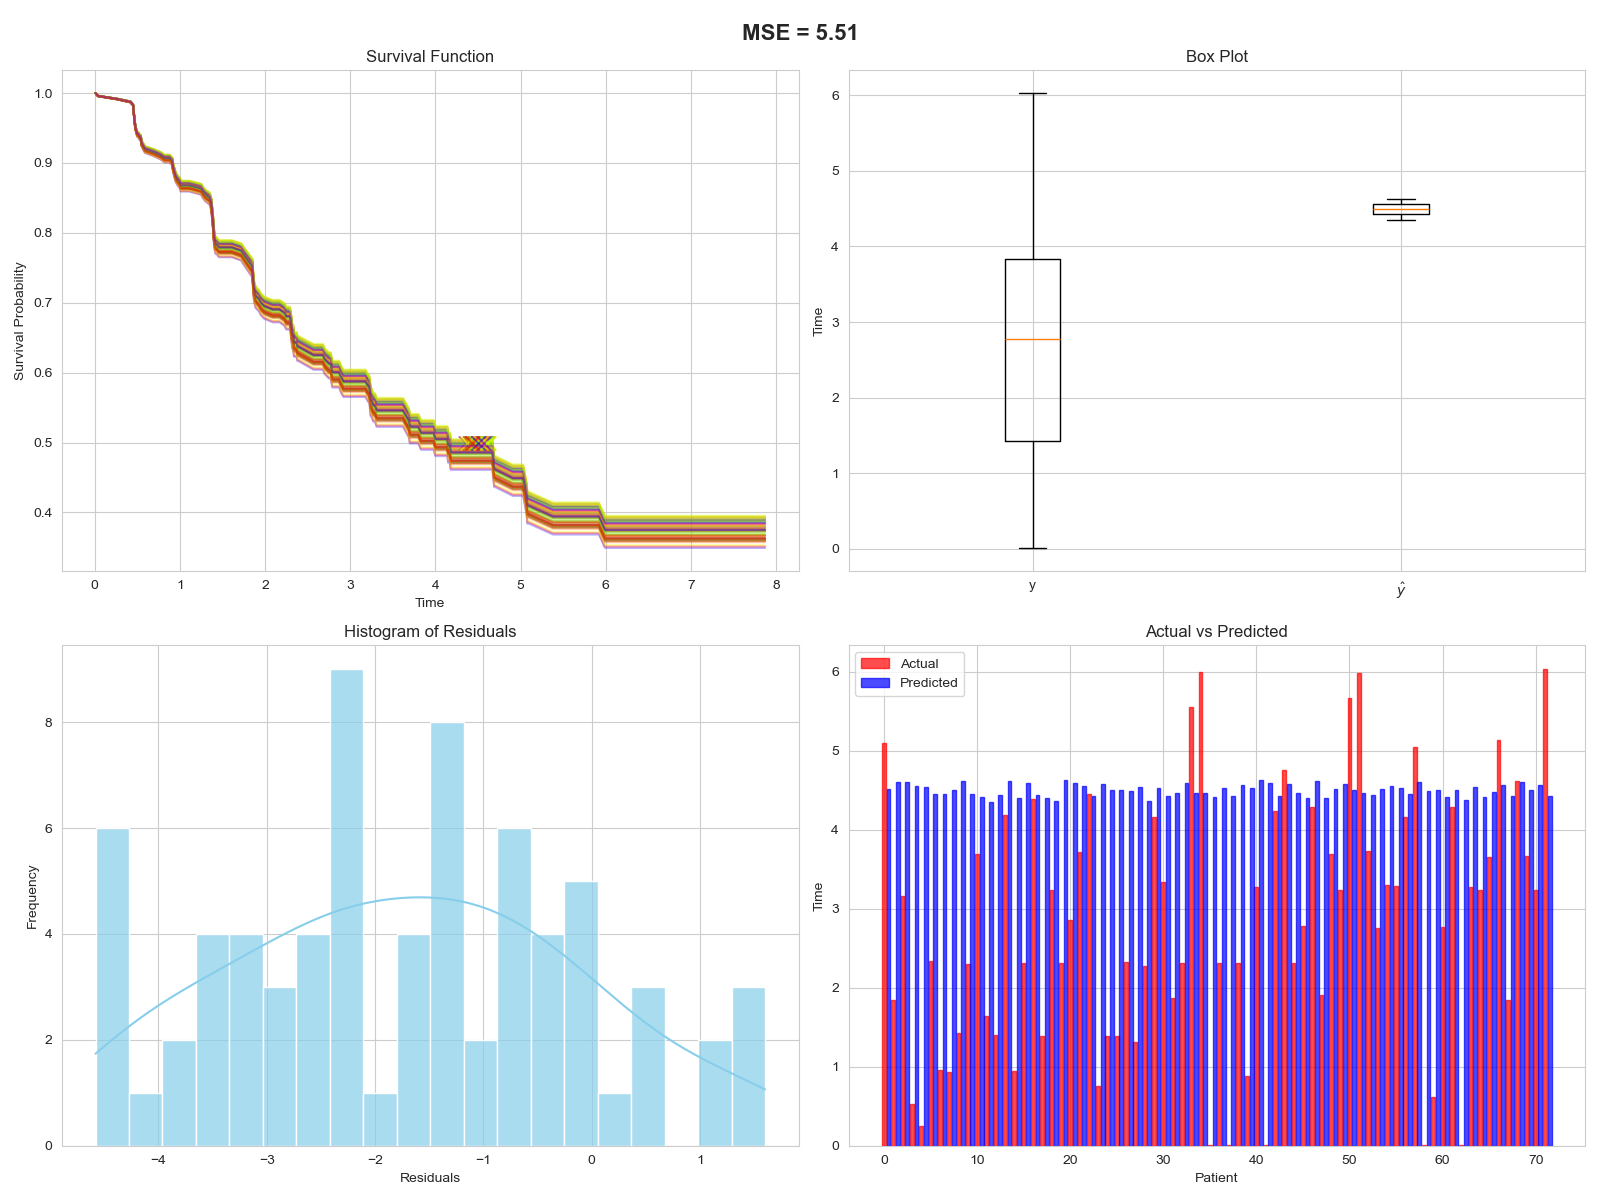 MSE = 5.51
Survival Function
Survival Probability
1.0
0.9
0.8
0.7
0.6
0.5
0.4
0 1 2 3 4 5 6 7 8
Time
Box Plot
Time
6
5
4
3
2
1
0
y ŷ
Histogram of Residuals
Frequency
8
6
4
2
0
−4 −3 −2 −1 0 1
Residuals
Actual vs Predicted
Actual
Predicted
Time
6
5
4
3
2
1
0
0 10 20 30 40 50 60 70
Patient